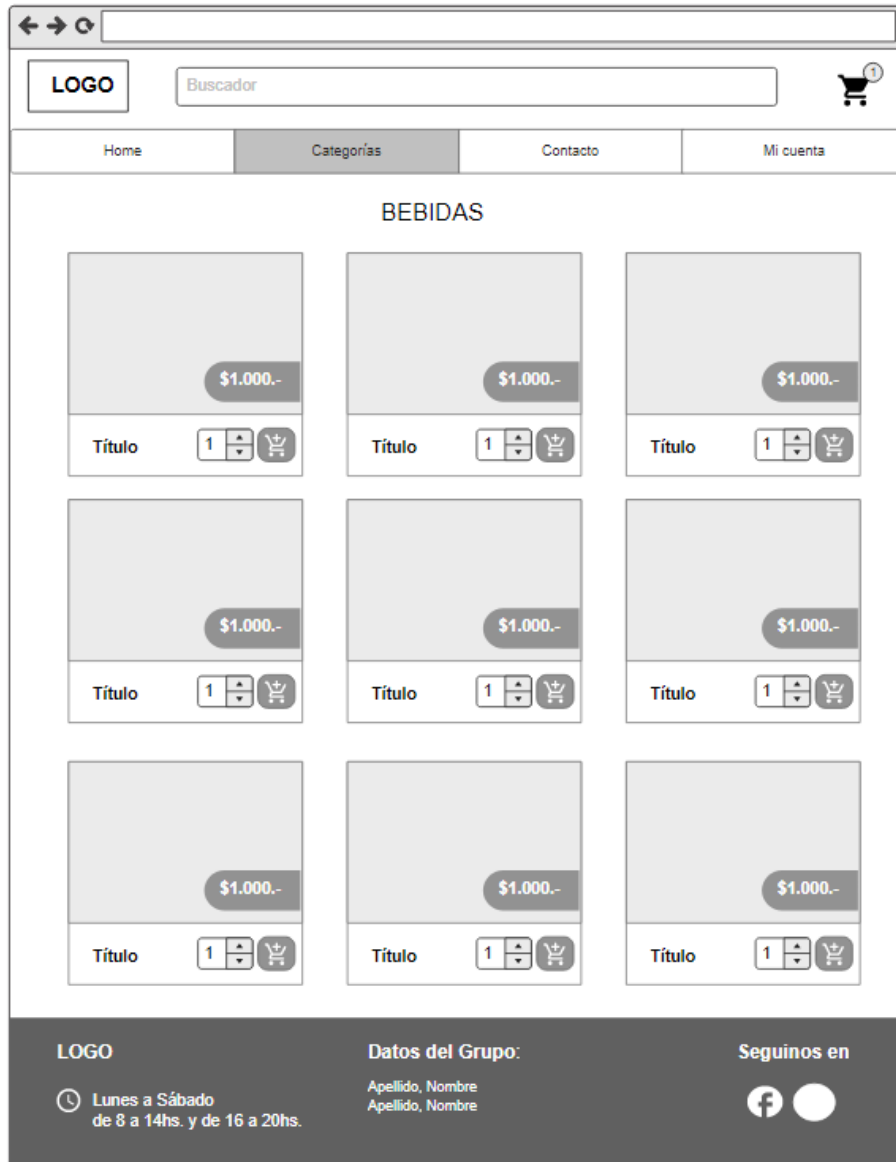 LOGO
Buscador
1
Home
Categorías
Contacto
Mi cuenta
BEBIDAS
$1.000.-
$1.000.-
$1.000.-
Título 1
Título 1
Título 1
$1.000.-
$1.000.-
$1.000.-
Título 1
Título 1
Título 1
$1.000.-
$1.000.-
$1.000.-
Título 1
Título 1
Título 1
LOGO
Lunes a Sábado
de 8 a 14hs. y de 16 a 20hs.
Datos del Grupo:
Apellido, Nombre
Apellido, Nombre
Seguinos en